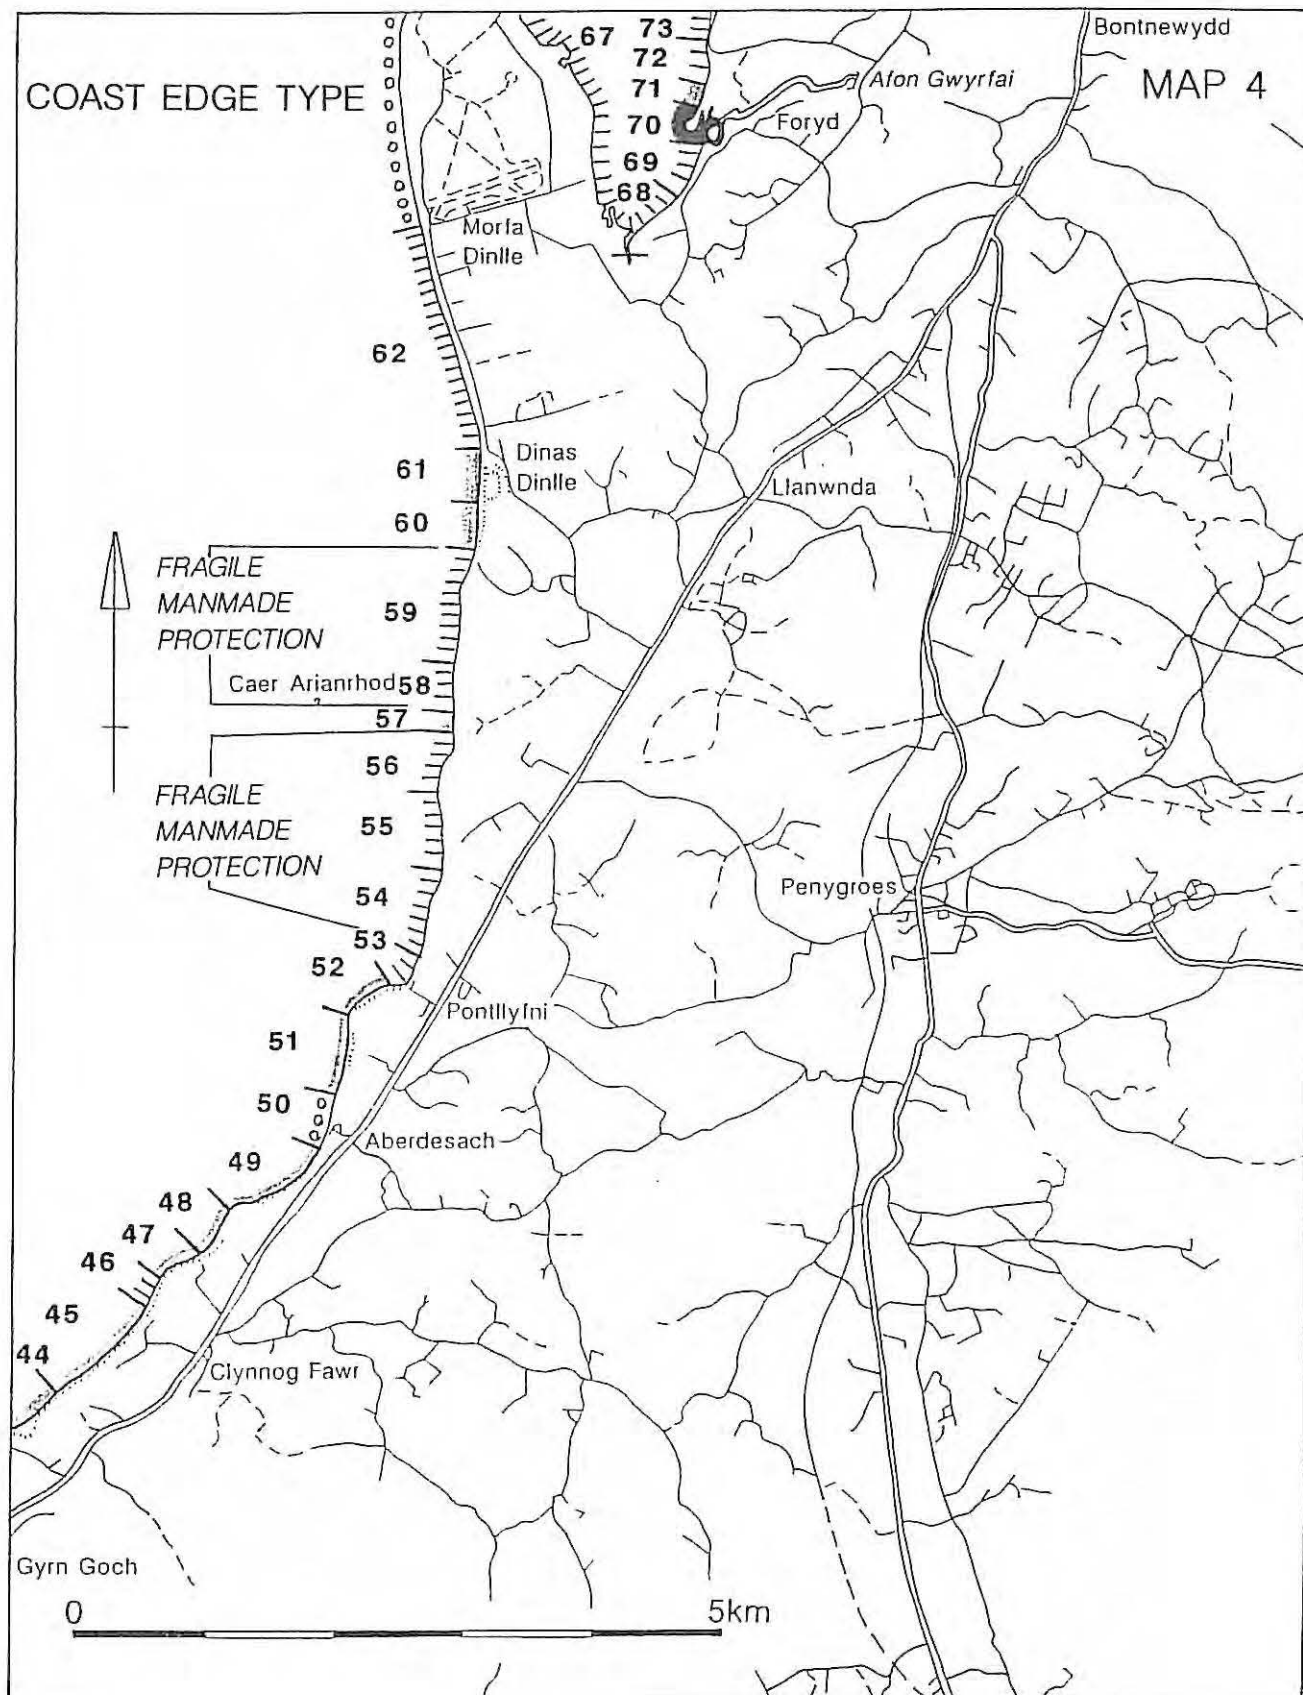 COAST EDGE TYPE
MAP 4
Bontnewydd
67
73
72
71
70
69
68
Afon Gwyrfai
Foryd
Morfa
Dinlle
62
61
60
Dinas
Dinlle
Llanwnda
FRAGILE
MANMADE
PROTECTION
59
Caer Arianrhod
58
57
56
FRAGILE
MANMADE
PROTECTION
55
54
53
52
51
50
49
48
47
46
45
44
Penygroes
Pontllyfni
Aberdesach
Clynnog Fawr
Gyrn Goch
0
5km